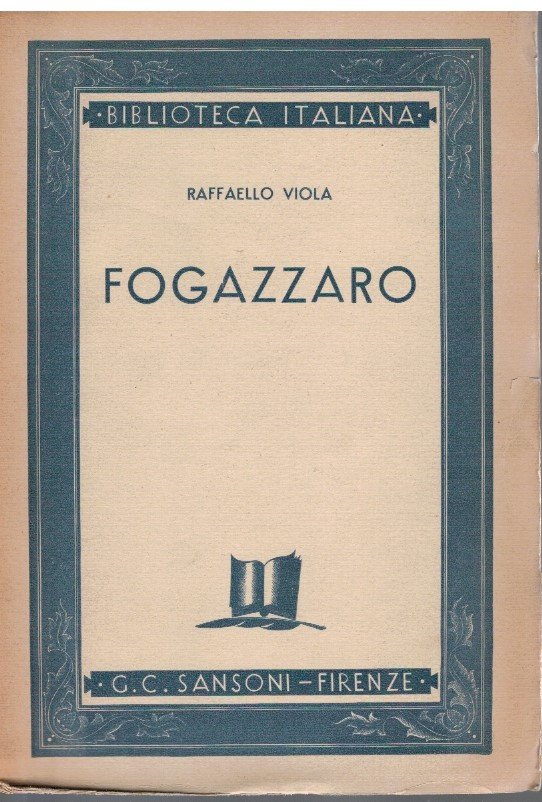 ·BIBLIOTECA ITALIANA·
RAFFAELLO VIOLA
FOGAZZARO
·G.C. SANSONI–FIRENZE·